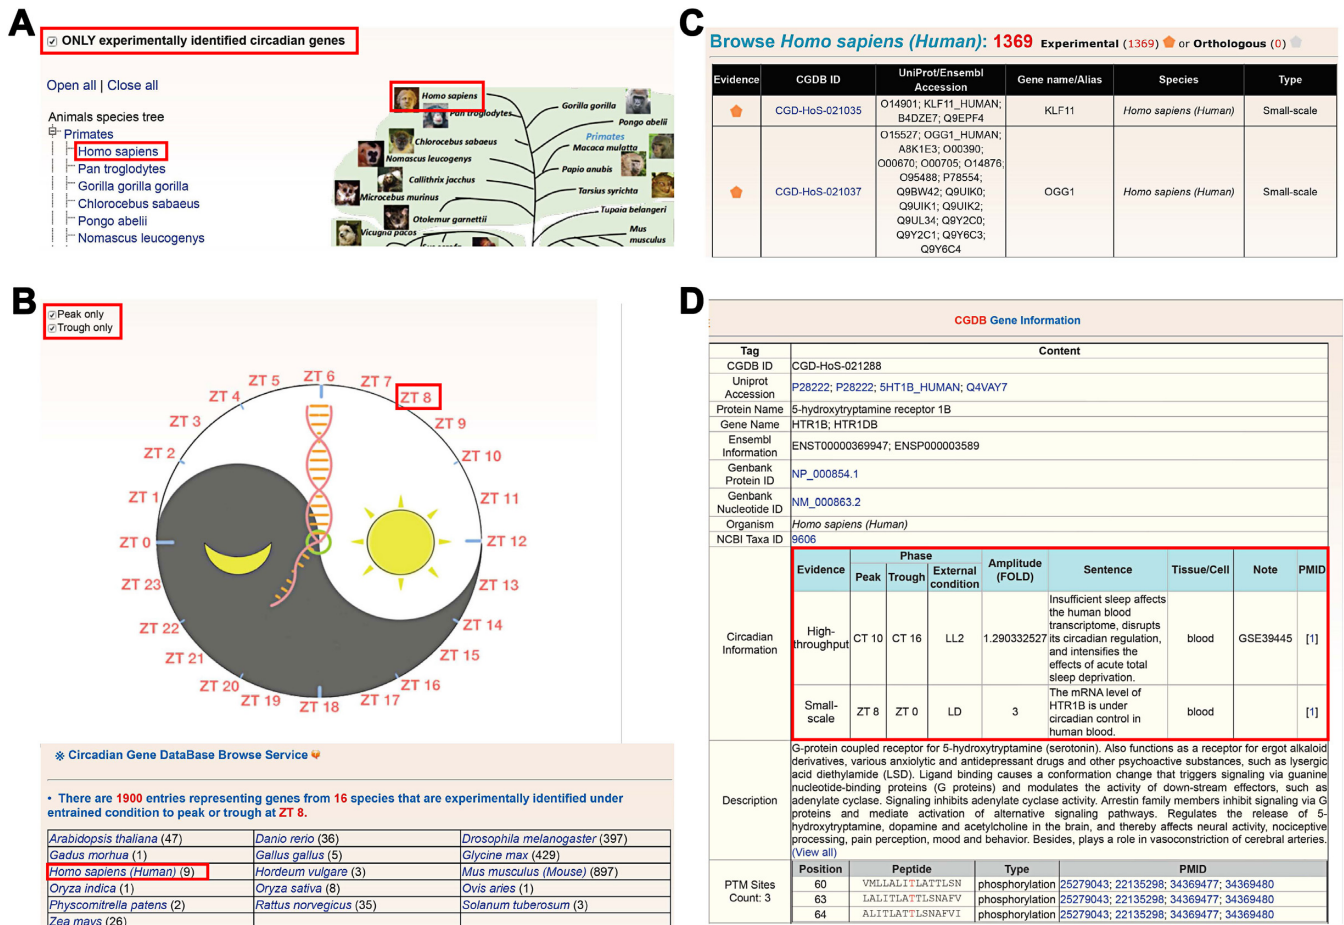 A
ONLY experimentally identified circadian genes
Open all | Close all
Animals species tree
Primates
Homo sapiens
Pan troglodytes
Gorilla gorilla gorilla
Chlorocebus sabaeus
Pongo abelii
Nomascus leucogenys
Homo sapiens
Pan troglodytes
Gorilla gorilla
Pongo abelii
Primates
Chlorocebus sabaeus
Macaca mulatta
Nomascus leucogenys
Papio anubis
Callithrix jacchus
Tarsius syrichta
Microcebus murinus
Otolemur garnettii
Tupaia belangeri
Vicugna pacos
Mus
musculus
B
Peak only
Trough only
ZT 6
ZT 7
ZT 8
ZT 9
ZT 10
ZT 11
ZT 12
ZT 13
ZT 14
ZT 15
ZT 16
ZT 17
ZT 18
ZT 19
ZT 20
ZT 21
ZT 22
ZT 23
ZT 0
ZT 1
ZT 2
ZT 3
ZT 4
ZT 5
※ Circadian Gene DataBase Browse Service
• There are 1900 entries representing genes from 16 species that are experimentally identified under
entrained condition to peak or trough at ZT 8.
Arabidopsis thaliana (47) Danio rerio (36) Drosophila melanogaster (397)
Gadus morhua (1) Gallus gallus (5) Glycine max (429)
Homo sapiens (Human) (9) Hordeum vulgare (3) Mus musculus (Mouse) (897)
Oryza indica (1) Oryza sativa (8) Ovis aries (1)
Physcomitrella patens (2) Rattus norvegicus (35) Solanum tuberosum (3)
Zea mays (26)
C
Browse Homo sapiens (Human): 1369 Experimental (1369) or Orthologous (0)
Evidence CGDB ID UniProt/Ensembl Accession Gene name/Alias Species Type
CGD-HoS-021035 O14901; KLF11_HUMAN; KLF11 Homo sapiens (Human) Small-scale
B4DZE7; Q9EPF4
O15527; OGG1_HUMAN;
A8K1E3; O00390;
O00670; O00705; O14876;
O95488; P78554;
CGD-HoS-021037 Q9BW42; Q9UIK0; OGG1 Homo sapiens (Human) Small-scale
Q9UIK1; Q9UIK2;
Q9UL34; Q9Y2C0;
Q9Y2C1; Q9Y6C3;
Q9Y6C4
D
CGDB Gene Information
Tag Content
CGDB ID CGD-HoS-021288
Uniprot Accession P28222; P28222; 5HT1B_HUMAN; Q4VAY7
Protein Name 5-hydroxytryptamine receptor 1B
Gene Name HTR1B; HTR1DB
Ensembl Information ENST00000369947; ENSP000003589
Genbank Protein ID NP_000854.1
Genbank Nucleotide ID NM_000863.2
Organism Homo sapiens (Human)
NCBI Taxa ID 9606
Circadian Information
Evidence Phase Amplitude (FOLD) Sentence Tissue/Cell Note PMID
Peak Trough External condition
High-throughput CT 10 CT 16 LL2 1.290332527 Insufficient sleep affects the human blood transcriptome, disrupts its circadian regulation, and intensifies the effects of acute total sleep deprivation. blood GSE39445 [1]
Small-scale ZT 8 ZT 0 LD 3 The mRNA level of HTR1B is under circadian control in human blood. blood [1]
Description
G-protein coupled receptor for 5-hydroxytryptamine (serotonin). Also functions as a receptor for ergot alkaloid
derivatives, various anxiolytic and antidepressant drugs and other psychoactive substances, such as lysergic
acid diethylamide (LSD). Ligand binding causes a conformation change that triggers signaling via guanine
nucleotide-binding proteins (G proteins) and modulates the activity of down-stream effectors, such as
adenylate cyclase. Signaling inhibits adenylate cyclase activity. Arrestin family members inhibit signaling via G
proteins and mediate activation of alternative signaling pathways. Regulates the release of 5-
hydroxytryptamine, dopamine and acetylcholine in the brain, and thereby affects neural activity, nociceptive
processing, pain perception, mood and behavior. Besides, plays a role in vasoconstriction of cerebral arteries.
(View all)
PTM Sites
Count: 3
Position Peptide Type PMID
60 VMLLALITLATTLSN phosphorylation 25279043; 22135298; 34369477; 34369480
63 LALITLATTLSNAFV phosphorylation 25279043; 22135298; 34369477; 34369480
64 ALITLATTLSNAFVI phosphorylation 25279043; 22135298; 34369477; 34369480